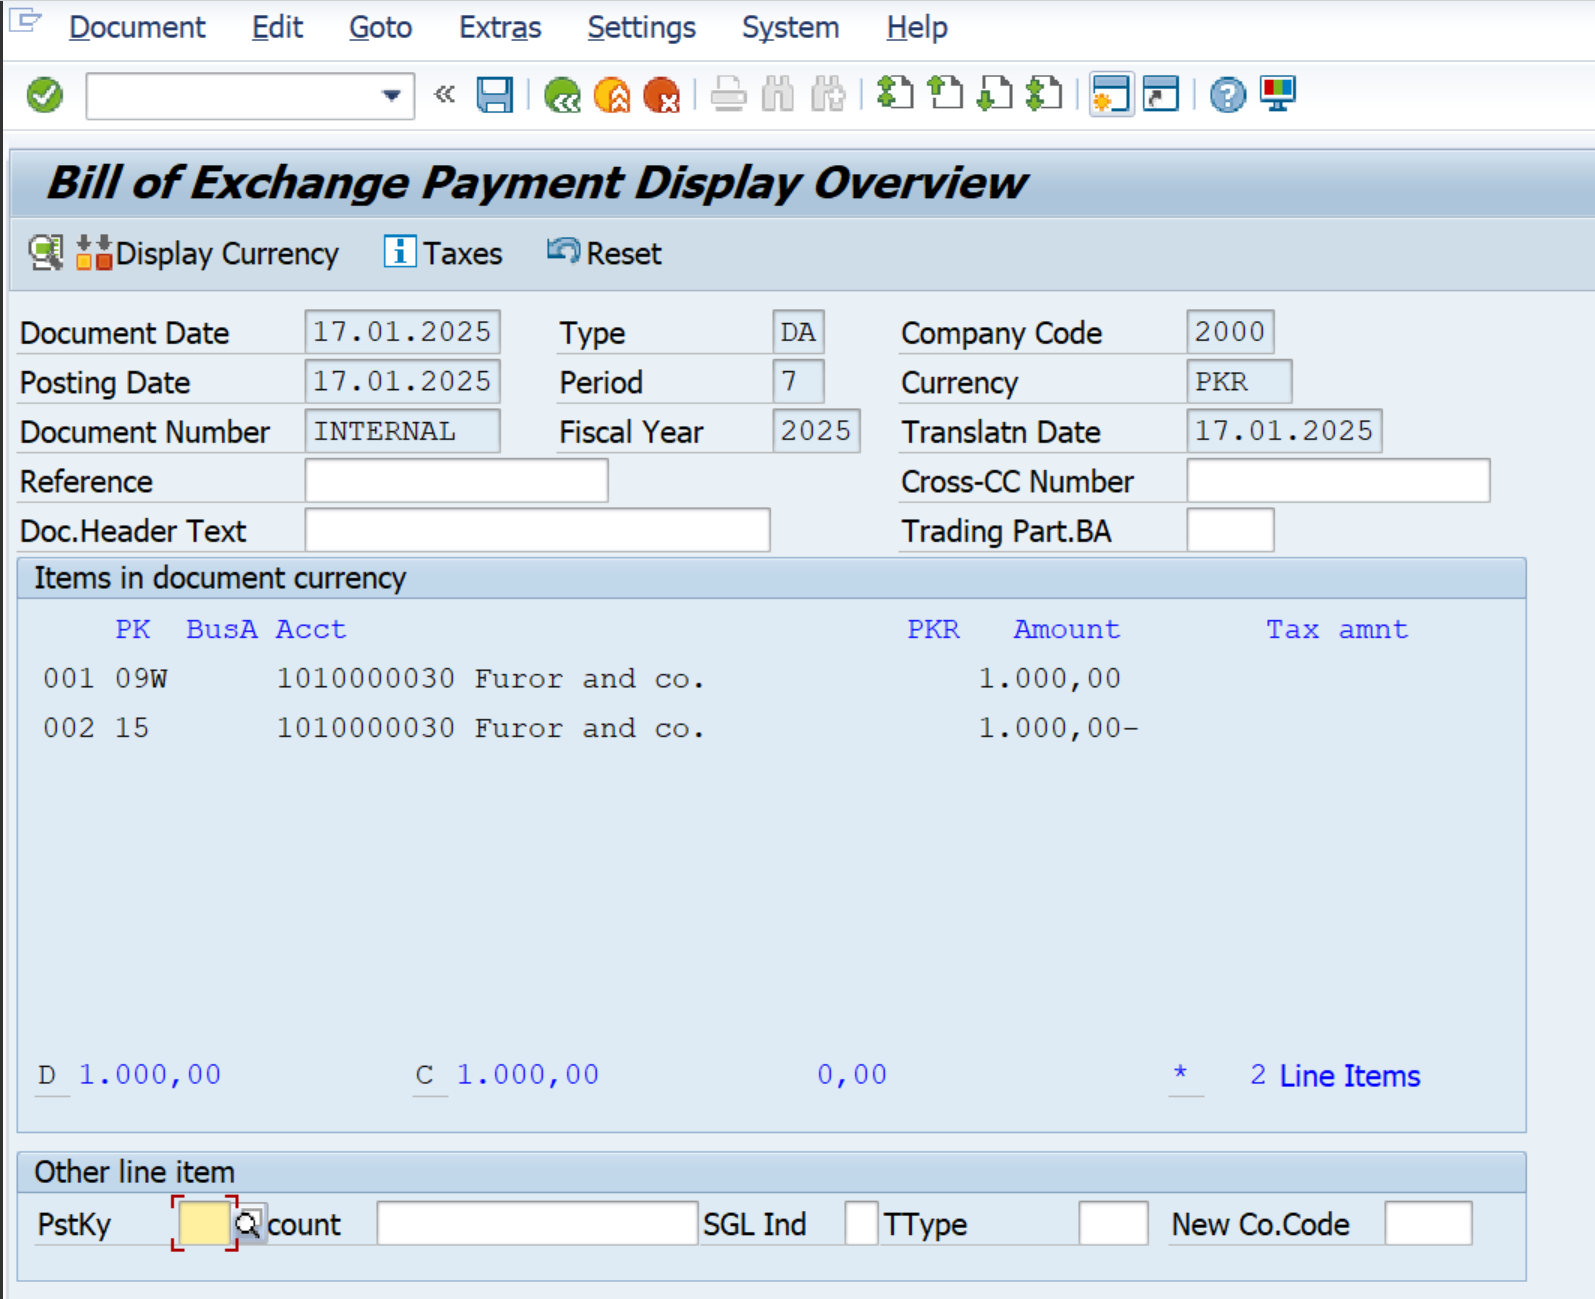 Document Edit Goto Extras Settings System Help
Bill of Exchange Payment Display Overview
Display Currency Taxes Reset
Document Date 17.01.2025 Type DA Company Code 2000
Posting Date 17.01.2025 Period 7 Currency PKR
Document Number INTERNAL Fiscal Year 2025 Translatn Date 17.01.2025
Reference Cross-CC Number
Doc.Header Text Trading Part.BA
Items in document currency
PK BusA Acct PKR Amount Tax amnt
001 09W 1010000030 Furor and co. 1.000,00
002 15 1010000030 Furor and co. 1.000,00-
D 1.000,00 C 1.000,00 0,00 * 2 Line Items
Other line item
PstKy count SGL Ind TType New Co.Code